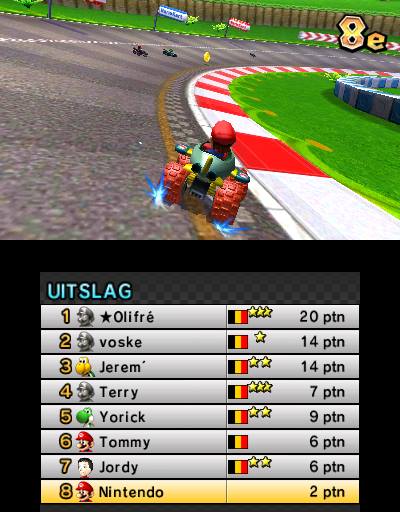 8e
UITSLAG
1 ★Olifré 20 ptn
2 voske 14 ptn
3 Jerem´ 14 ptn
4 Terry 7 ptn
5 Yorick 9 ptn
6 Tommy 6 ptn
7 Jordy 6 ptn
8 Nintendo 2 ptn